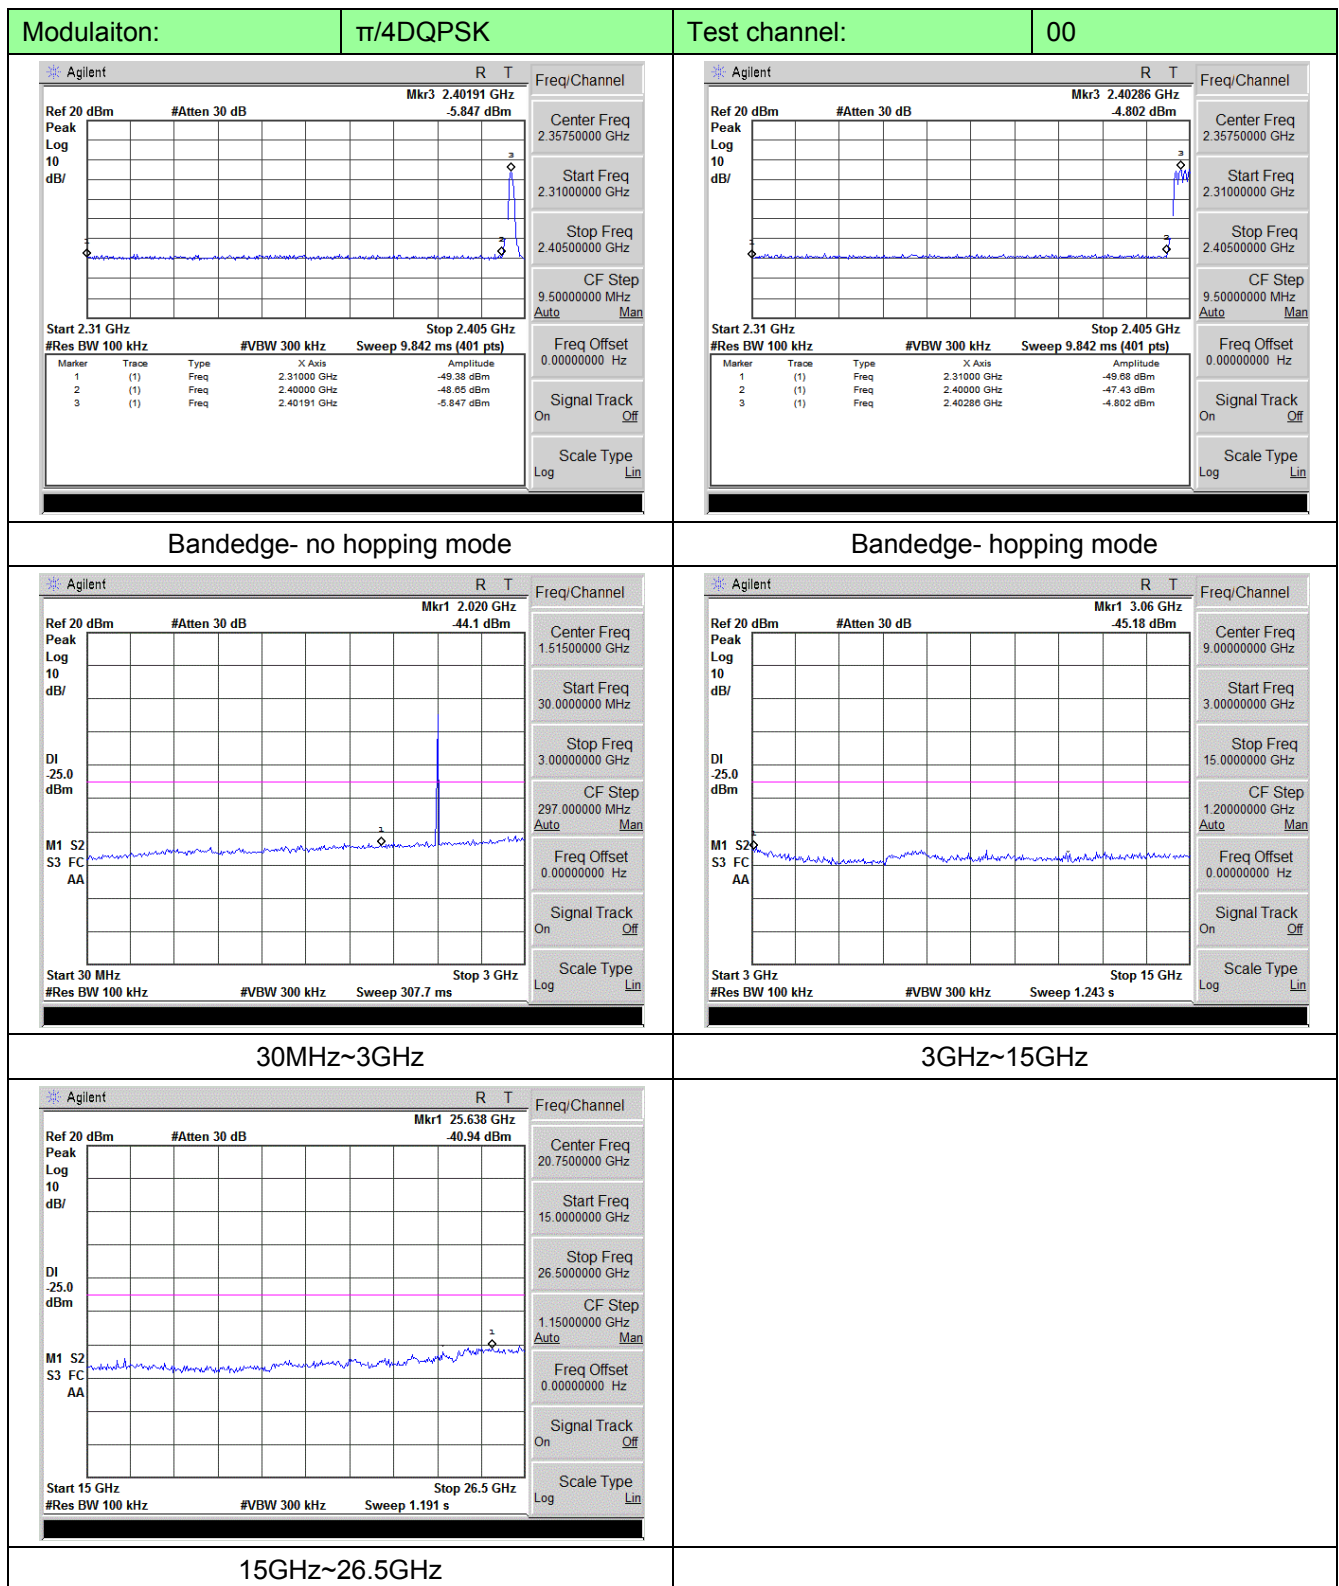 Modulaiton: π/4DQPSK Test channel: 00
Agilent R T Freq/Channel
Mkr3 2.40191 GHz
Ref 20 dBm #Atten 30 dB -5.847 dBm
Peak
Log
10
dB/
3
1
2
Start 2.31 GHz Stop 2.405 GHz
#Res BW 100 kHz #VBW 300 kHz Sweep 9.842 ms (401 pts)
Marker Trace Type X Axis Amplitude
1 (1) Freq 2.31000 GHz -49.38 dBm
2 (1) Freq 2.40000 GHz -48.65 dBm
3 (1) Freq 2.40191 GHz -5.847 dBm
Center Freq
2.35750000 GHz
Start Freq
2.31000000 GHz
Stop Freq
2.40500000 GHz
CF Step
9.50000000 MHz
Auto Man
Freq Offset
0.00000000 Hz
Signal Track
On Off
Scale Type
Log Lin
Agilent R T Freq/Channel
Mkr3 2.40286 GHz
Ref 20 dBm #Atten 30 dB -4.802 dBm
Peak
Log
10
dB/
3
1
2
Start 2.31 GHz Stop 2.405 GHz
#Res BW 100 kHz #VBW 300 kHz Sweep 9.842 ms (401 pts)
Marker Trace Type X Axis Amplitude
1 (1) Freq 2.31000 GHz -49.68 dBm
2 (1) Freq 2.40000 GHz -47.43 dBm
3 (1) Freq 2.40286 GHz -4.802 dBm
Center Freq
2.35750000 GHz
Start Freq
2.31000000 GHz
Stop Freq
2.40500000 GHz
CF Step
9.50000000 MHz
Auto Man
Freq Offset
0.00000000 Hz
Signal Track
On Off
Scale Type
Log Lin
Bandedge- no hopping mode Bandedge- hopping mode
Agilent R T Freq/Channel
Mkr1 2.020 GHz
Ref 20 dBm #Atten 30 dB -44.1 dBm
Peak
Log
10
dB/
DI
-25.0
dBm
1
M1 S2
S3 FC
AA
Start 30 MHz Stop 3 GHz
#Res BW 100 kHz #VBW 300 kHz Sweep 307.7 ms
Center Freq
1.51500000 GHz
Start Freq
30.0000000 MHz
Stop Freq
3.00000000 GHz
CF Step
297.000000 MHz
Auto Man
Freq Offset
0.00000000 Hz
Signal Track
On Off
Scale Type
Log Lin
Agilent R T Freq/Channel
Mkr1 3.06 GHz
Ref 20 dBm #Atten 30 dB -45.18 dBm
Peak
Log
10
dB/
DI
-25.0
dBm
1
M1 S2
S3 FC
AA
Start 3 GHz Stop 15 GHz
#Res BW 100 kHz #VBW 300 kHz Sweep 1.243 s
Center Freq
9.00000000 GHz
Start Freq
3.00000000 GHz
Stop Freq
15.0000000 GHz
CF Step
1.20000000 GHz
Auto Man
Freq Offset
0.00000000 Hz
Signal Track
On Off
Scale Type
Log Lin
30MHz~3GHz 3GHz~15GHz
Agilent R T Freq/Channel
Mkr1 25.638 GHz
Ref 20 dBm #Atten 30 dB -40.94 dBm
Peak
Log
10
dB/
DI
-25.0
dBm
1
M1 S2
S3 FC
AA
Start 15 GHz Stop 26.5 GHz
#Res BW 100 kHz #VBW 300 kHz Sweep 1.191 s
Center Freq
20.7500000 GHz
Start Freq
15.0000000 GHz
Stop Freq
26.5000000 GHz
CF Step
1.15000000 GHz
Auto Man
Freq Offset
0.00000000 Hz
Signal Track
On Off
Scale Type
Log Lin
15GHz~26.5GHz